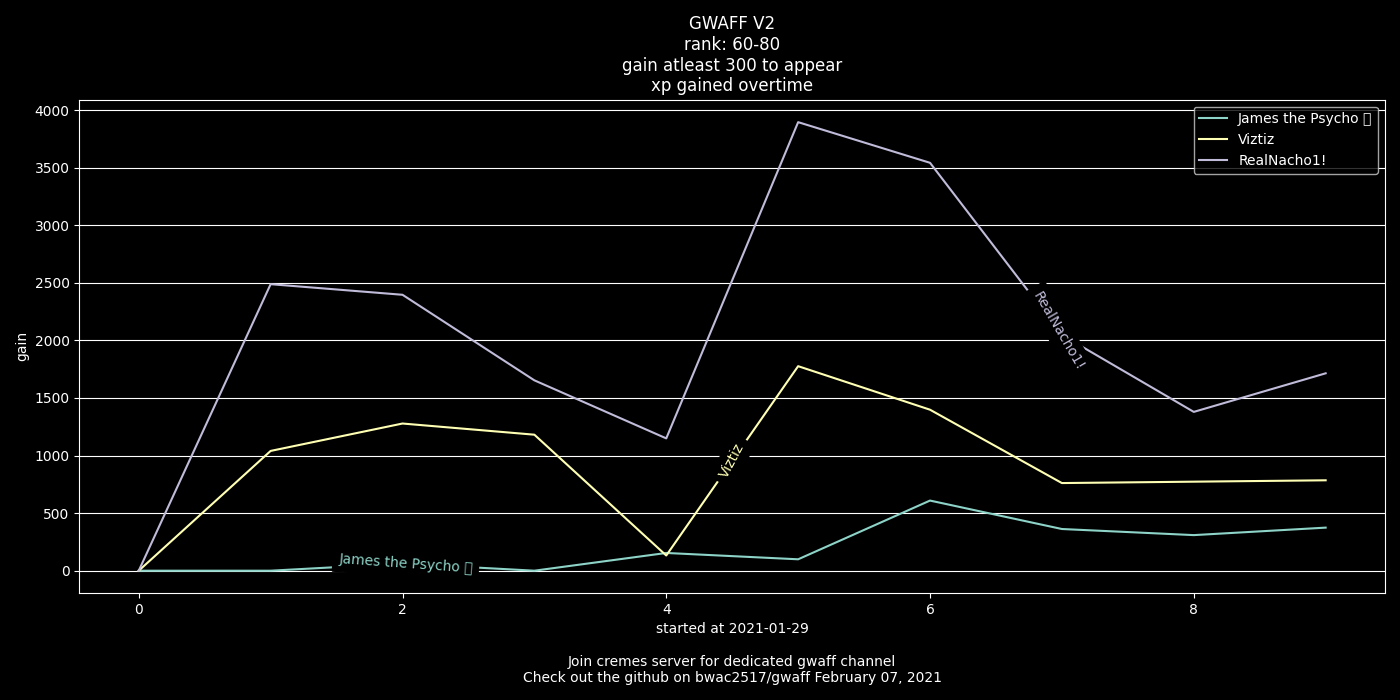 GWAFF V2
rank: 60-80
gain atleast 300 to appear
xp gained overtime
4000
3500
3000
2500
2000
1500
1000
500
0
gain
James the Psycho
Viztiz
RealNacho1!
RealNacho1!
Viztiz
James the Psycho
0 2 4 6 8
started at 2021-01-29
Join cremes server for dedicated gwaff channel
Check out the github on bwac2517/gwaff February 07, 2021